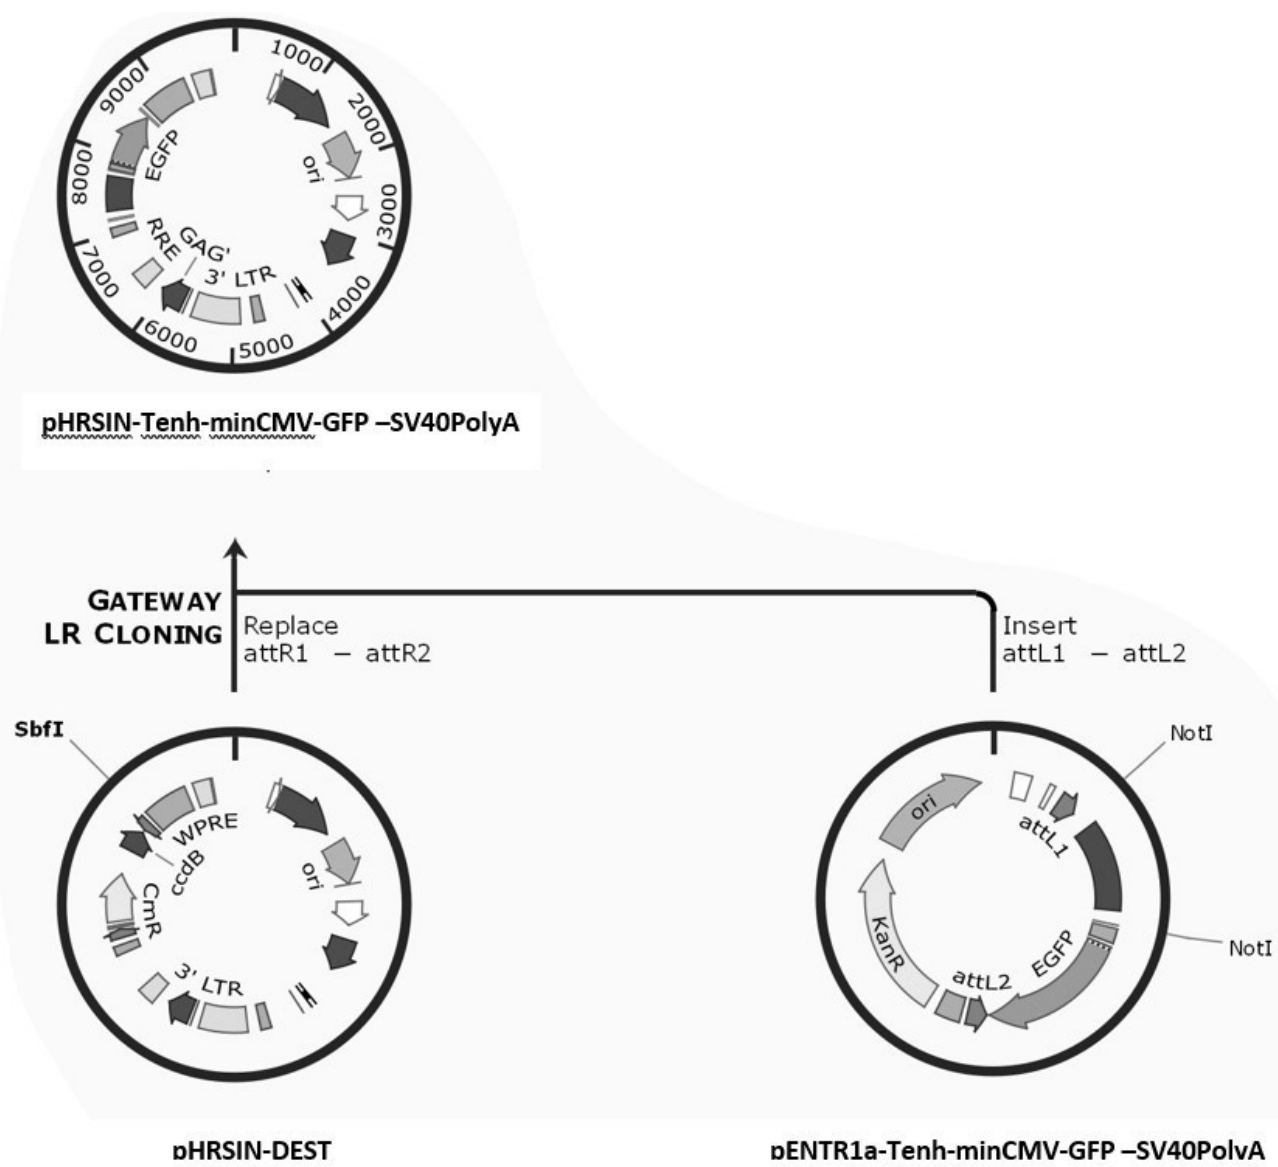 1000
2000
3000
4000
5000
6000
7000
8000
9000
EGFP
ori
RRE
GAG'
3' LTR
pHRSIN-Tenh-minCMV-GFP –SV40PolyA
GATEWAY
LR CLONING
Replace
attR1 – attR2
Insert
attL1 – attL2
SbfI
WPRE
ccdB
CmR
ori
3' LTR
NotI
ori
attL1
KanR
EGFP
attL2
NotI
pHRSIN-DEST
pENTR1a-Tenh-minCMV-GFP –SV40PolyA